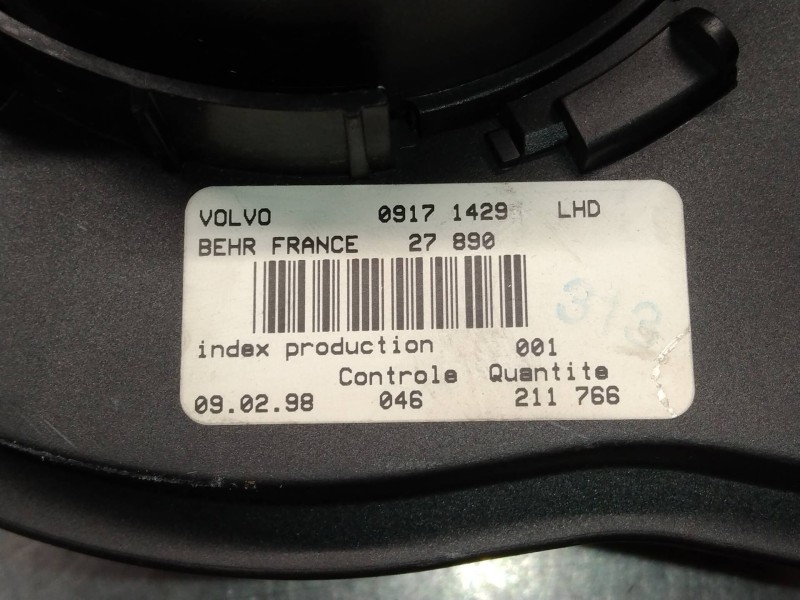 VOLVO 0917 1429 LHD
BEHR FRANCE 27 890
313
index production 001
Controle Quantite
09.02.98 046 211 766